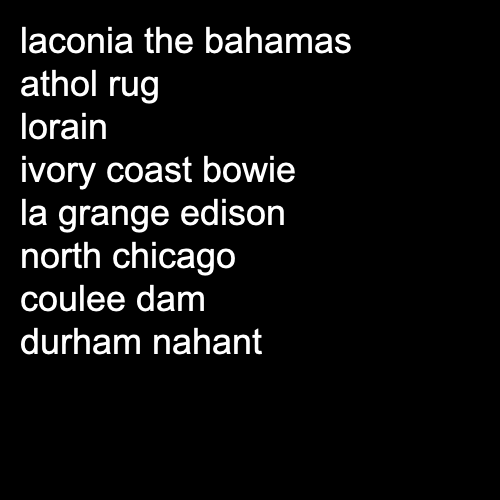 laconia the bahamas
athol rug
lorain
ivory coast bowie
la grange edison
north chicago
coulee dam
durham nahant